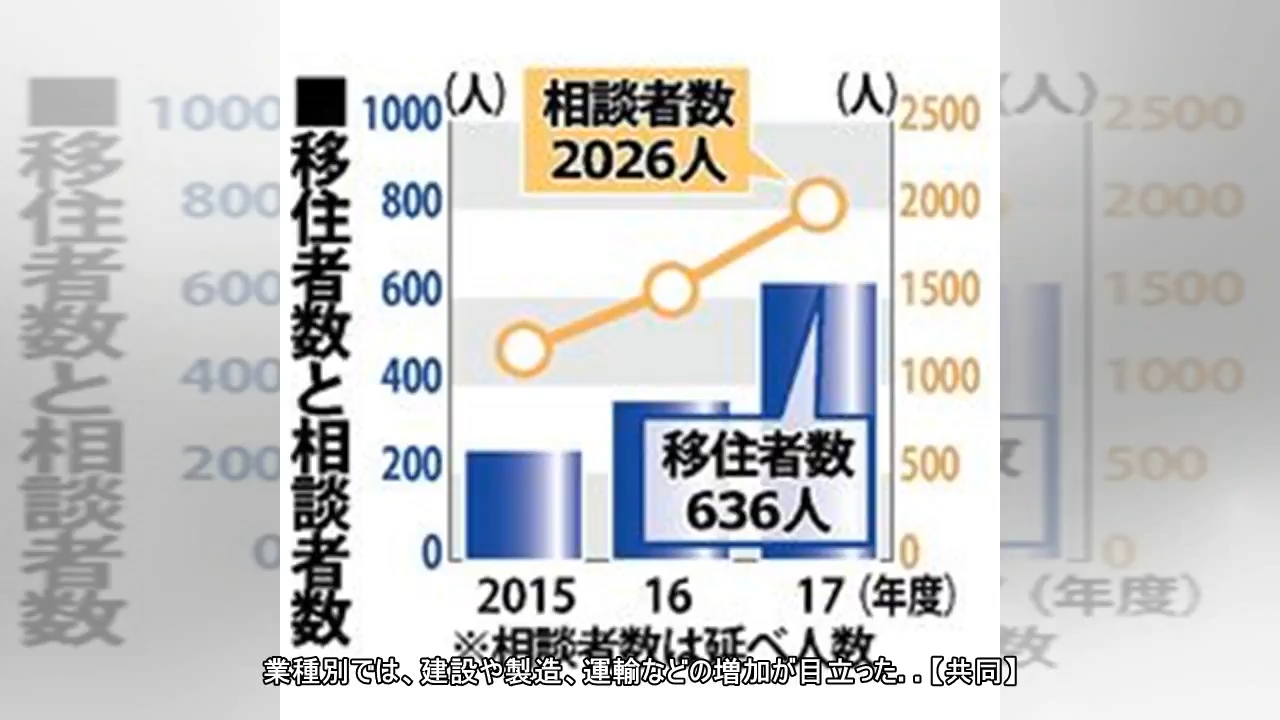 ■移住者数と相談者数
(人)
(人)
相談者数
2026人
1000
800
600
400
200
0
2500
2000
1500
1000
500
0
移住者数
636人
2015 16 17 (年度)
※相談者数は延べ人数
業種別では、建設や製造、運輸などの増加が目立った. .【共同】